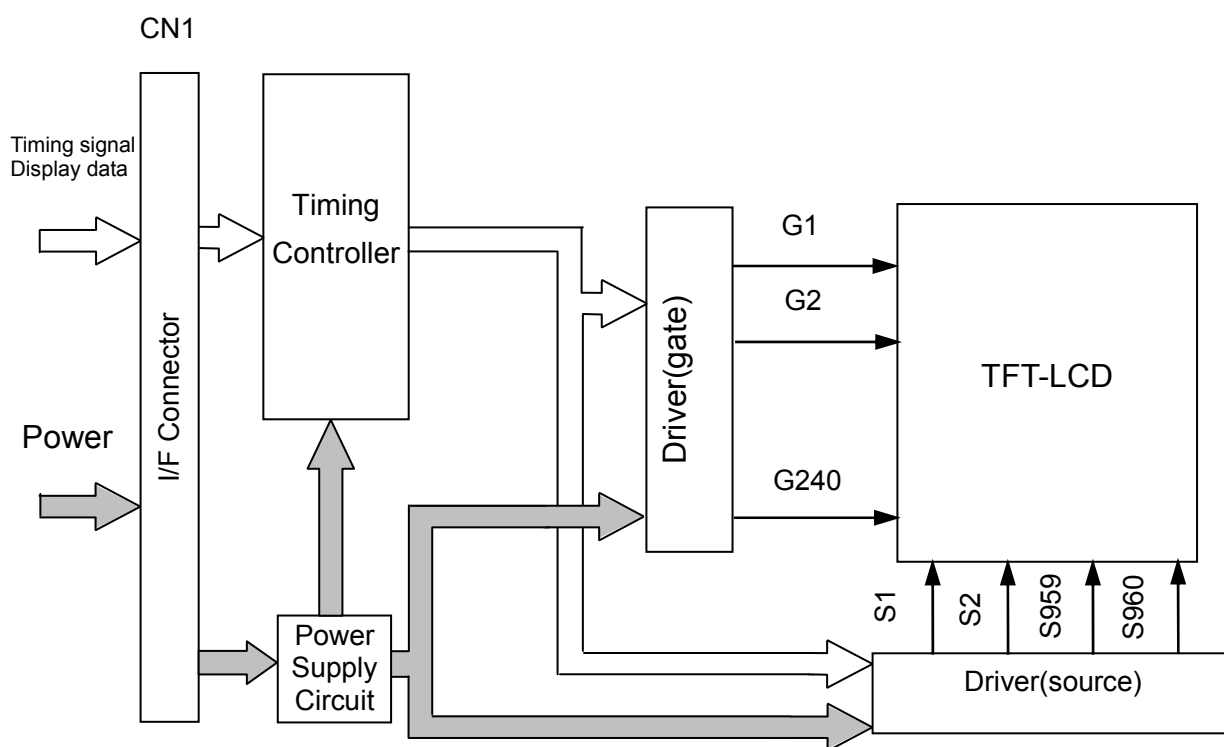 CN1
Timing signal
Display data
Power
I/F Connector
Timing
Controller
Power
Supply
Circuit
Driver(gate)
G1
G2
G240
TFT-LCD
S1
S2
S959
S960
Driver(source)